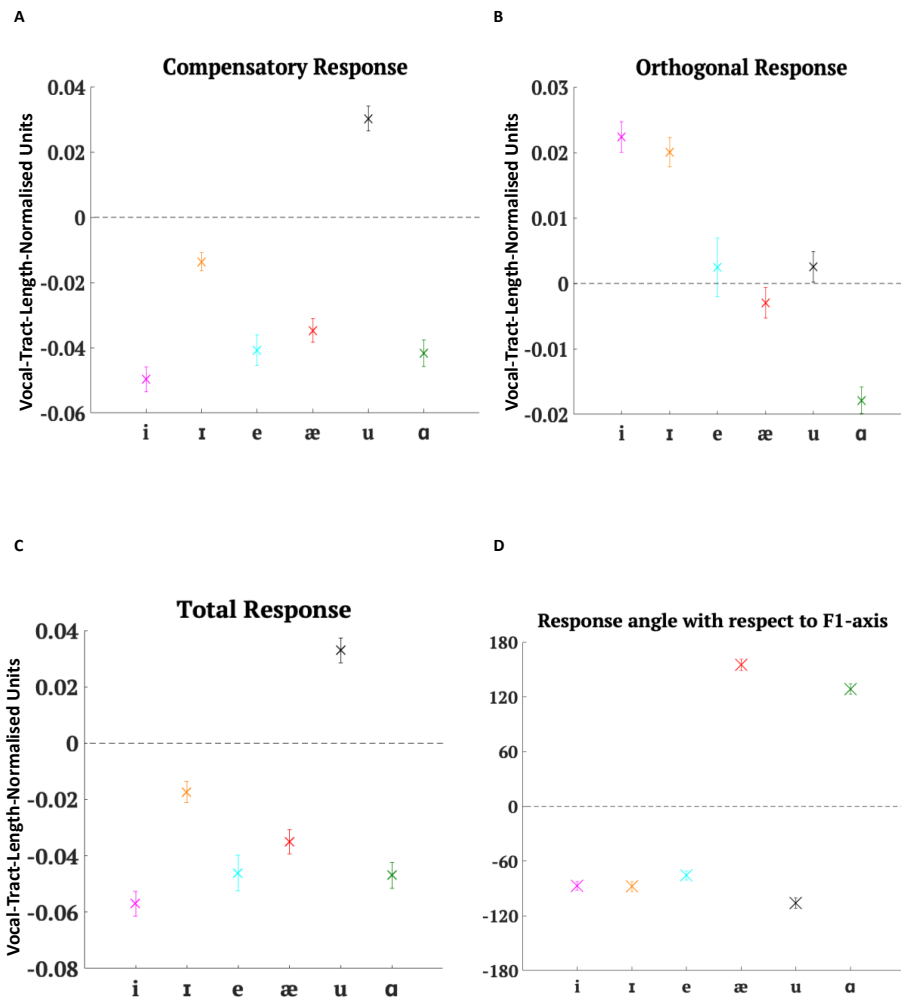 A
Compensatory Response
Vocal-Tract-Length-Normalised Units
0.04
0.02
0
-0.02
-0.04
-0.06
i ɪ e æ u ɑ
B
Orthogonal Response
Vocal-Tract-Length-Normalised Units
0.03
0.02
0.01
0
-0.01
-0.02
i ɪ e æ u ɑ
C
Total Response
Vocal-Tract-Length-Normalised Units
0.04
0.02
0
-0.02
-0.04
-0.06
-0.08
i ɪ e æ u ɑ
D
Response angle with respect to F1-axis
180
120
60
0
-60
-120
-180
i ɪ e æ u ɑ